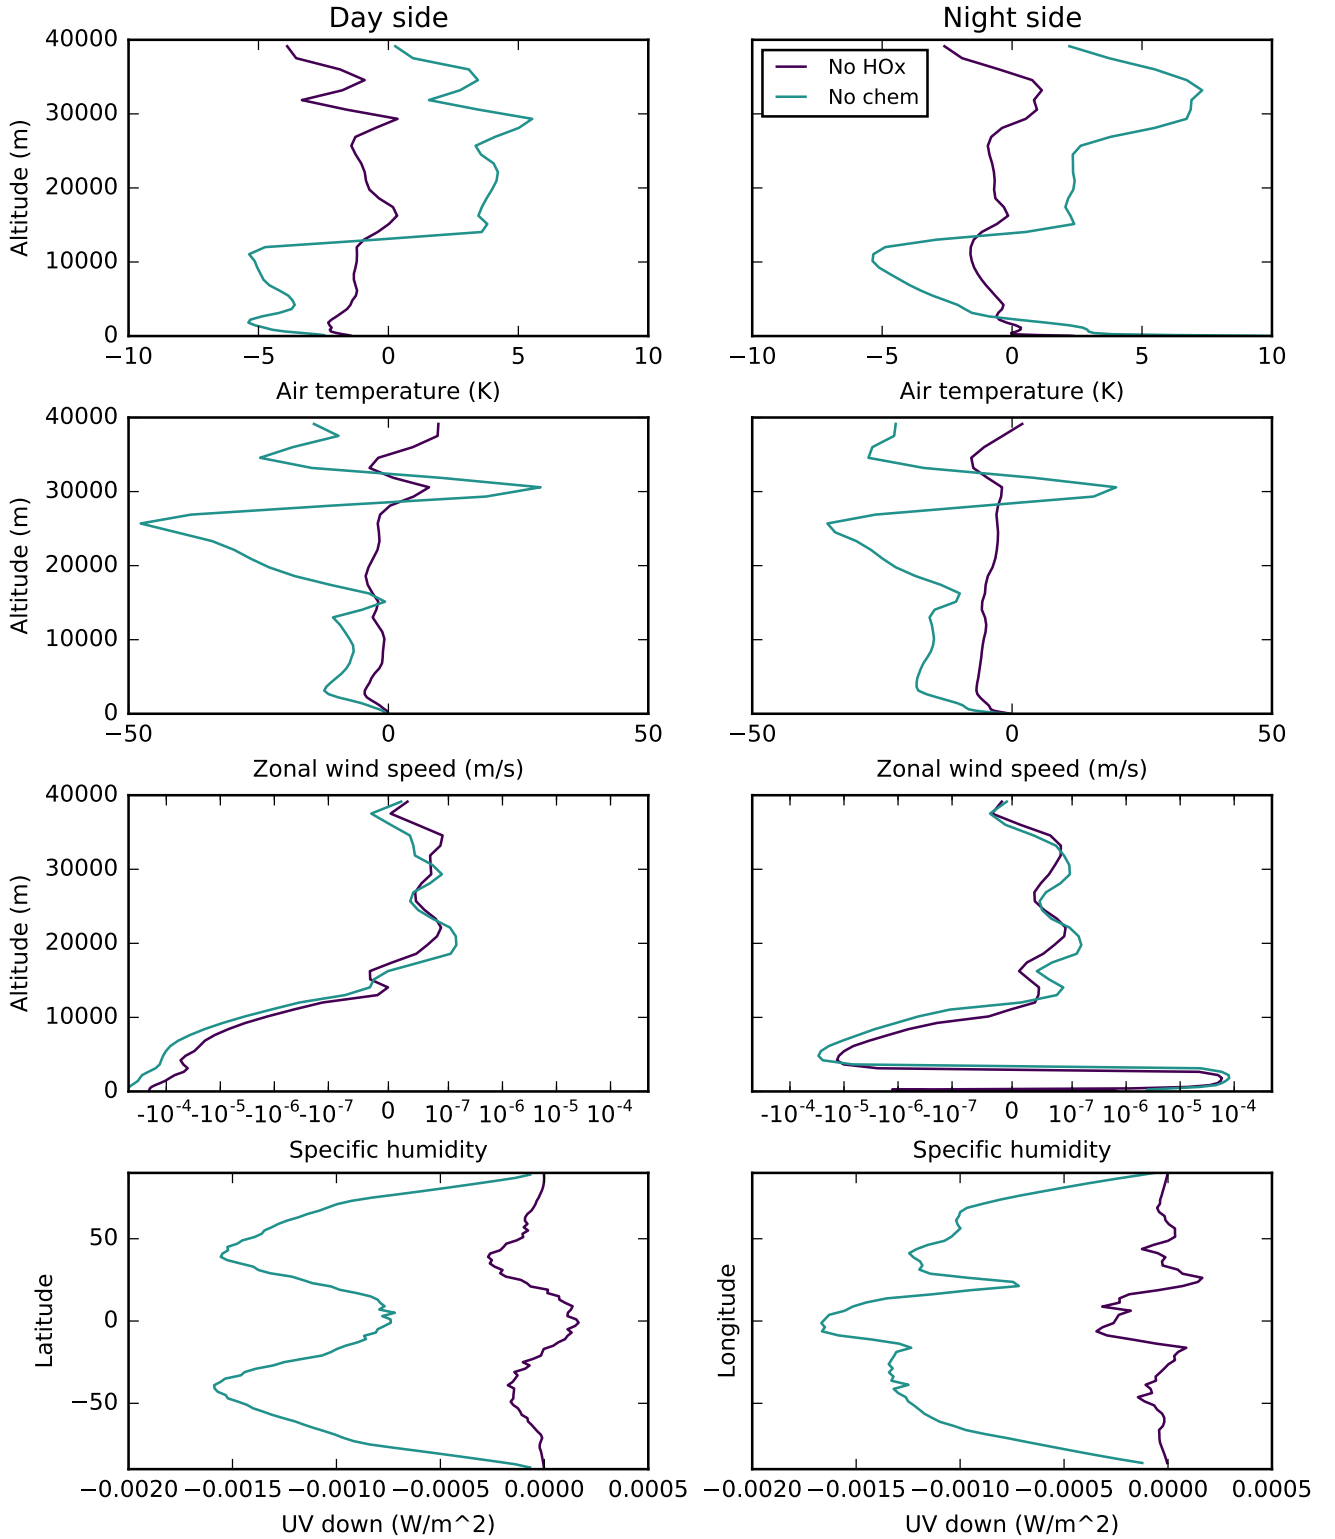 Day side
Night side
40000
30000
20000
10000
0
Altitude (m)
−10 −5 0 5 10
Air temperature (K)
No HOx
No chem
−10 −5 0 5 10
Air temperature (K)
40000
30000
20000
10000
0
Altitude (m)
−50 0 50
Zonal wind speed (m/s)
−50 0 50
Zonal wind speed (m/s)
40000
30000
20000
10000
0
Altitude (m)
-10^-4 -10^-5 -10^-6 -10^-7 0 10^-7 10^-6 10^-5 10^-4
Specific humidity
-10^-4 -10^-5 -10^-6 -10^-7 0 10^-7 10^-6 10^-5 10^-4
Specific humidity
50
0
−50
Latitude
−0.0020 −0.0015 −0.0010 −0.0005 0.0000 0.0005
UV down (W/m^2)
Longitude
−0.0020 −0.0015 −0.0010 −0.0005 0.0000 0.0005
UV down (W/m^2)